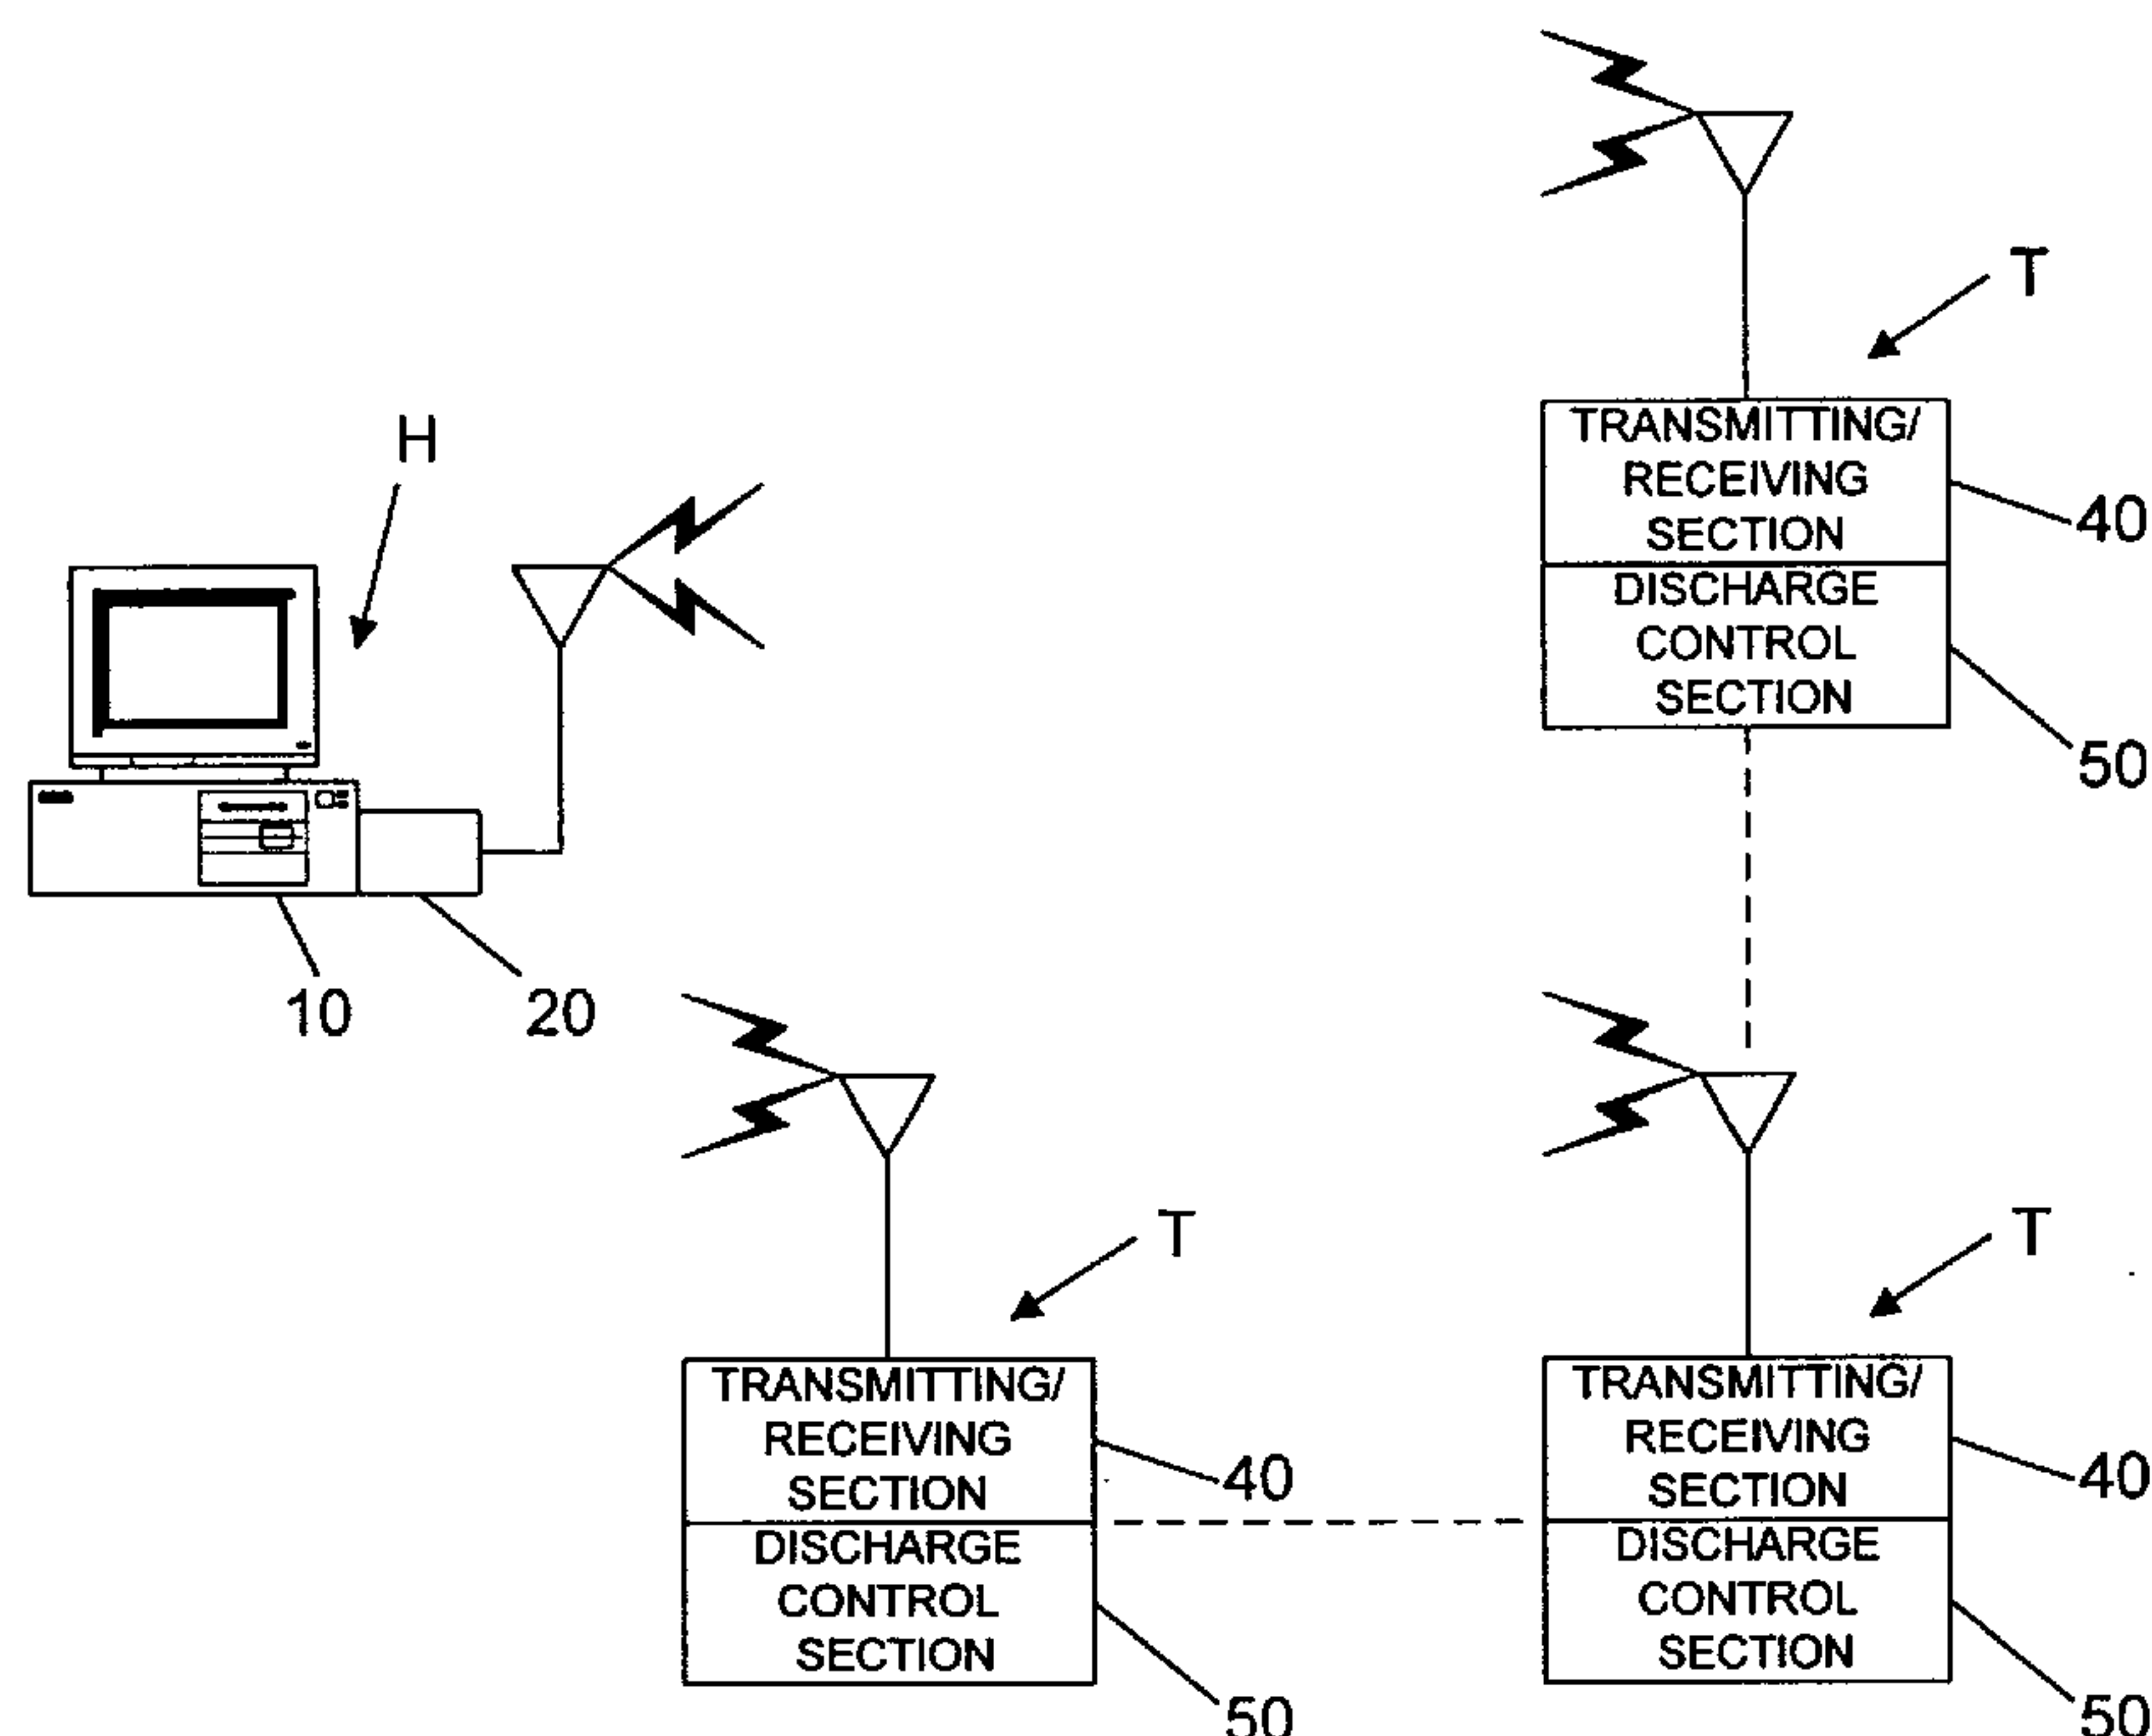 T
TRANSMITTING/
RECEIVING
SECTION
40
DISCHARGE
CONTROL
SECTION
50
H
10
20
T
TRANSMITTING/
RECEIVING
SECTION
40
DISCHARGE
CONTROL
SECTION
50
T
TRANSMITTING/
RECEIVING
SECTION
40
DISCHARGE
CONTROL
SECTION
50